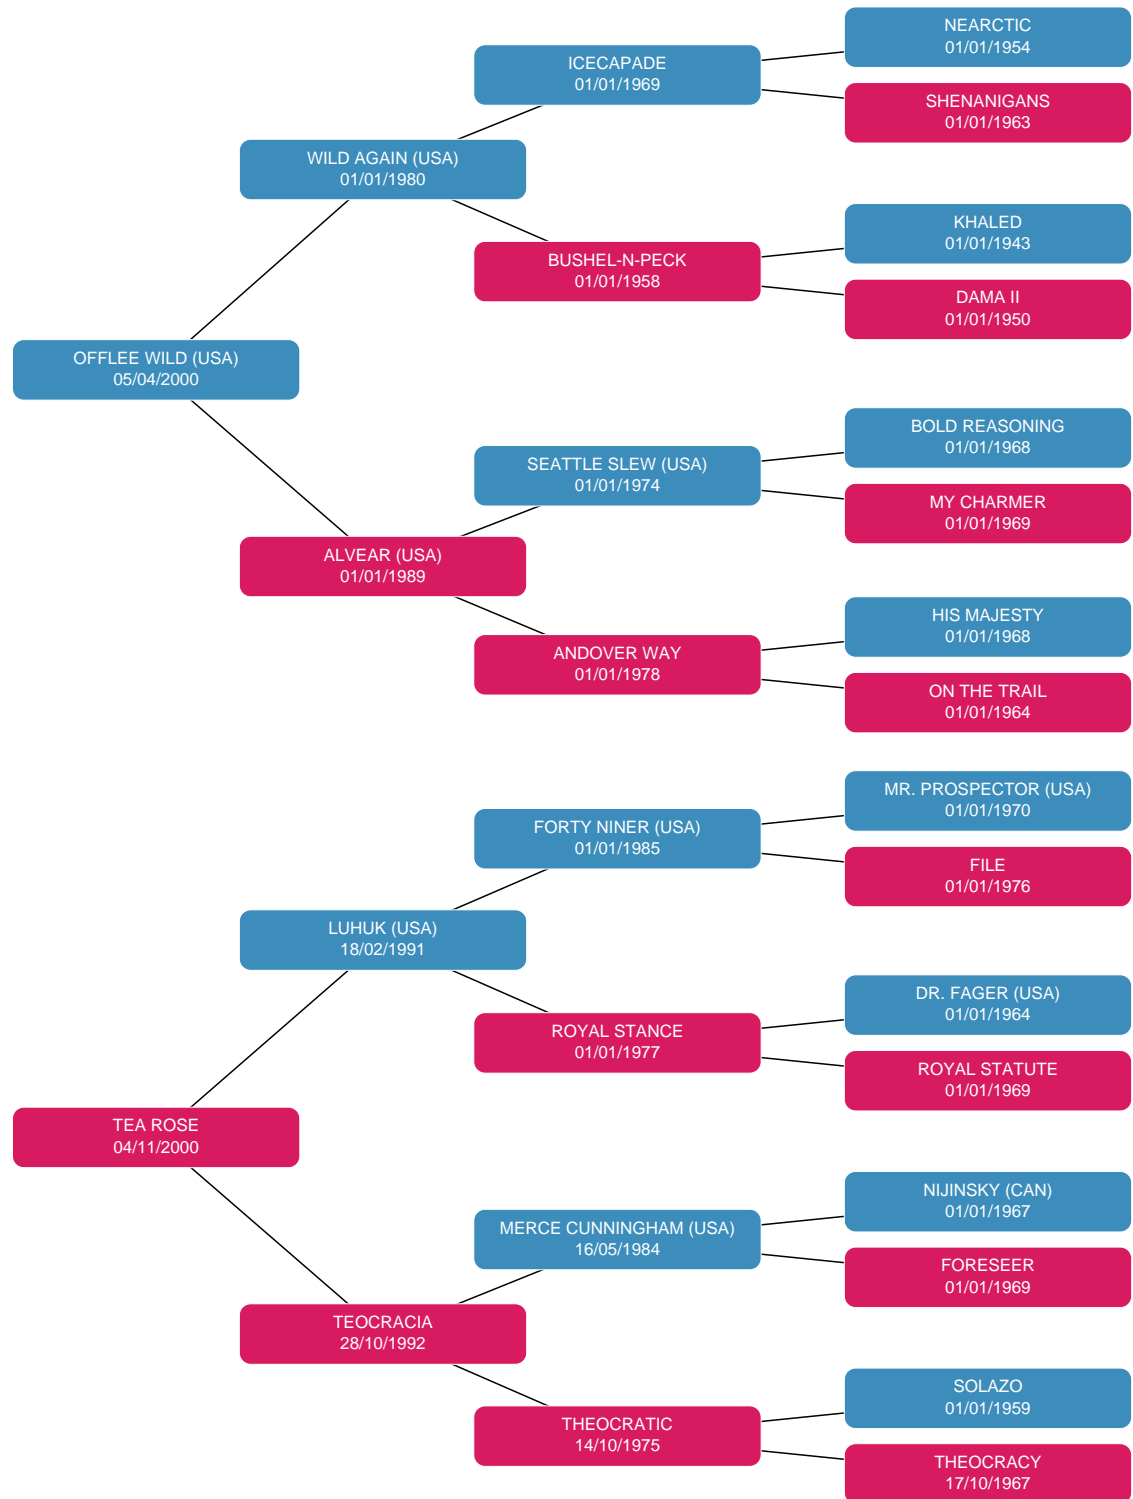 NEARCTIC
01/01/1954
ICECAPADE
01/01/1969
SHENANIGANS
01/01/1963
WILD AGAIN (USA)
01/01/1980
KHALED
01/01/1943
BUSHEL-N-PECK
01/01/1958
DAMA II
01/01/1950
OFFLEE WILD (USA)
05/04/2000
BOLD REASONING
01/01/1968
SEATTLE SLEW (USA)
01/01/1974
MY CHARMER
01/01/1969
ALVEAR (USA)
01/01/1989
HIS MAJESTY
01/01/1968
ANDOVER WAY
01/01/1978
ON THE TRAIL
01/01/1964
MR. PROSPECTOR (USA)
01/01/1970
FORTY NINER (USA)
01/01/1985
FILE
01/01/1976
LUHUK (USA)
18/02/1991
DR. FAGER (USA)
01/01/1964
ROYAL STANCE
01/01/1977
ROYAL STATUTE
01/01/1969
TEA ROSE
04/11/2000
NIJINSKY (CAN)
01/01/1967
MERCE CUNNINGHAM (USA)
16/05/1984
FORESEER
01/01/1969
TEOCRACIA
28/10/1992
SOLAZO
01/01/1959
THEOCRATIC
14/10/1975
THEOCRACY
17/10/1967